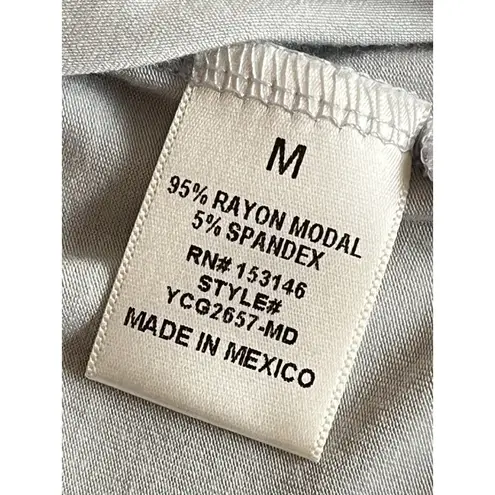 M
95% RAYON MODAL
5% SPANDEX
RN# 153146
STYLE#
YCG2657-MD
MADE IN MEXICO